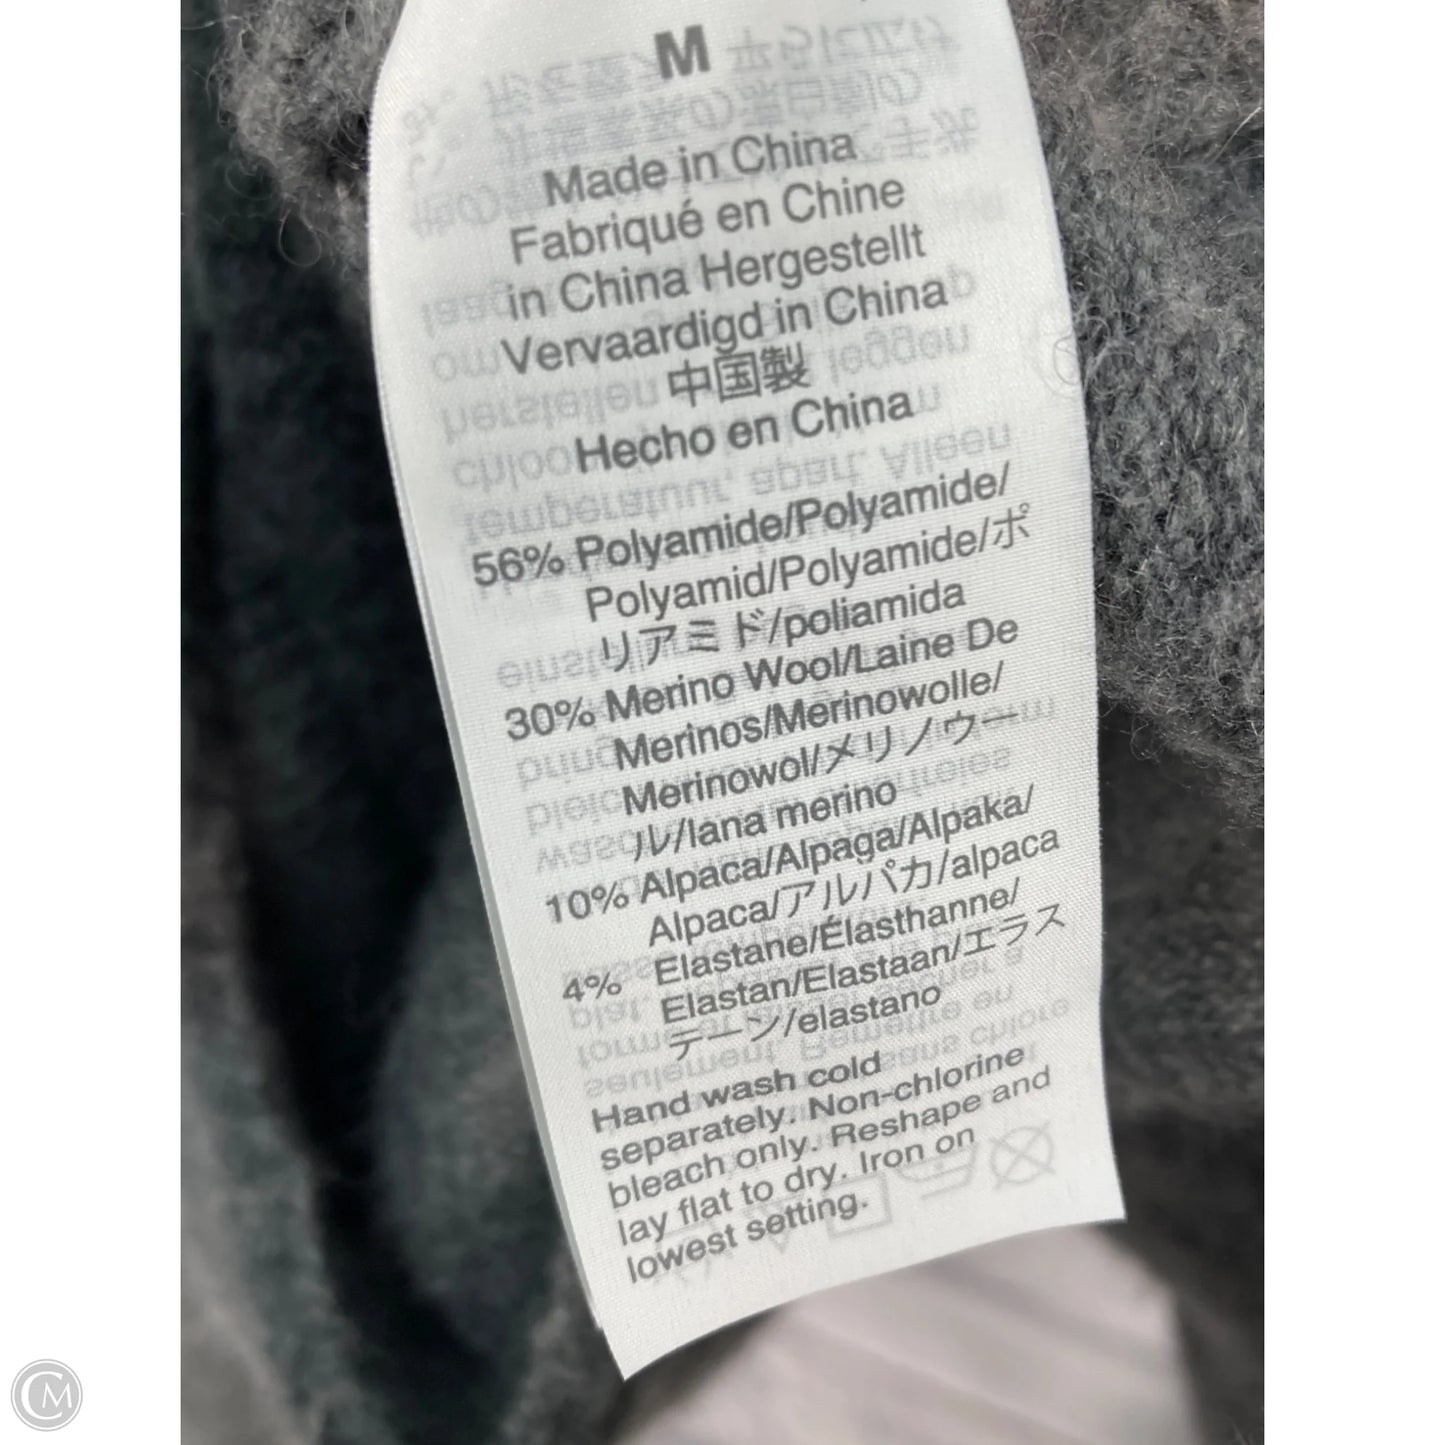 M
Made in China
Fabriqué en Chine
in China Hergestellt
Vervaardigd in China
中国製
Hecho en China
56% Polyamide/Polyamide/
Polyamid/Polyamide/ポ
リアミド/poliamida
30% Merino Wool/Laine De
Merinos/Merinowolle/
Merinowol/メリノウー
ル/lana merino
10% Alpaca/Alpaga/Alpaka/
Alpaca/アルパカ/alpaca
4% Elastane/Élasthanne/
Elastan/Elastaan/エラス
テーン/elastano
Hand wash cold
separately. Non-chlorine
bleach only. Reshape and
lay flat to dry. Iron on
lowest setting.
CM